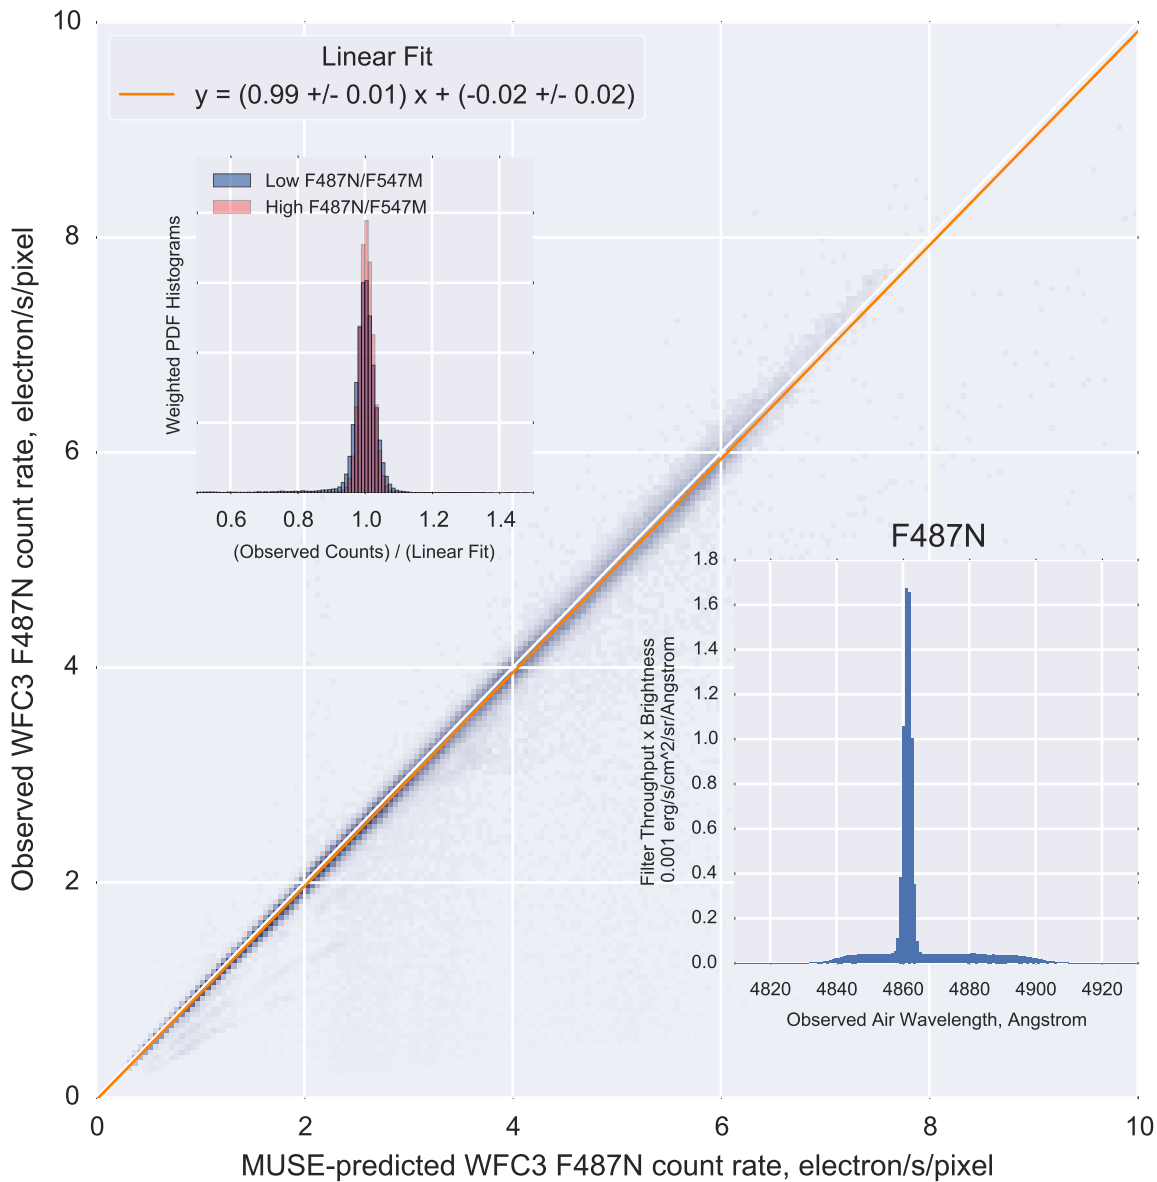 Linear Fit
y = (0.99 +/- 0.01) x + (-0.02 +/- 0.02)
10
8
6
4
2
0
Observed WFC3 F487N count rate, electron/s/pixel
0 2 4 6 8 10
MUSE-predicted WFC3 F487N count rate, electron/s/pixel
Low F487N/F547M
High F487N/F547M
Weighted PDF Histograms
0.6 0.8 1.0 1.2 1.4
(Observed Counts) / (Linear Fit)
F487N
1.8
1.6
1.4
1.2
1.0
0.8
0.6
0.4
0.2
0.0
Filter Throughput x Brightness
0.001 erg/s/cm^2/sr/Angstrom
4820 4840 4860 4880 4900 4920
Observed Air Wavelength, Angstrom